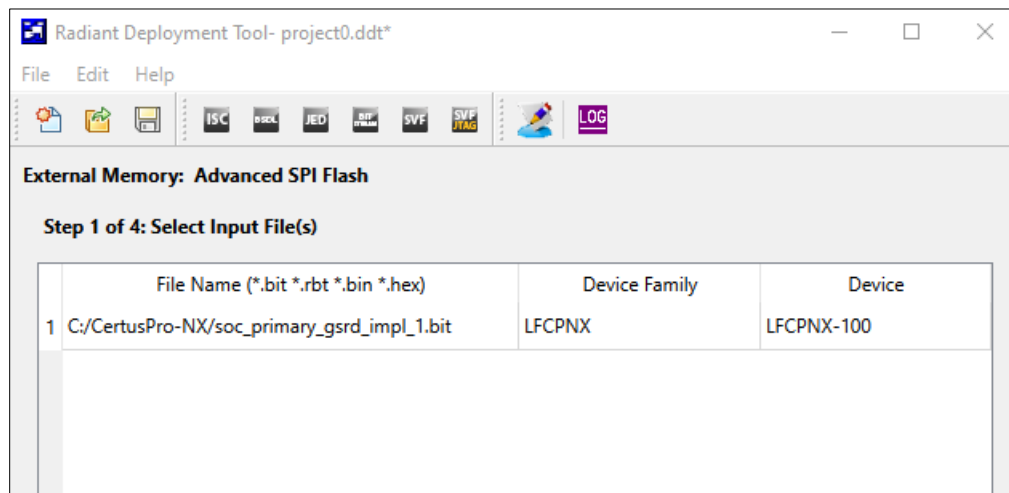 Radiant Deployment Tool- project0.ddt*
File Edit Help
ISC BSDL JED BIT STREAM SVF SVF JTAG LOG
External Memory: Advanced SPI Flash
Step 1 of 4: Select Input File(s)
File Name (*.bit *.rbt *.bin *.hex) Device Family Device
1 C:/CertusPro-NX/soc_primary_gsrd_impl_1.bit LFCPNX LFCPNX-100